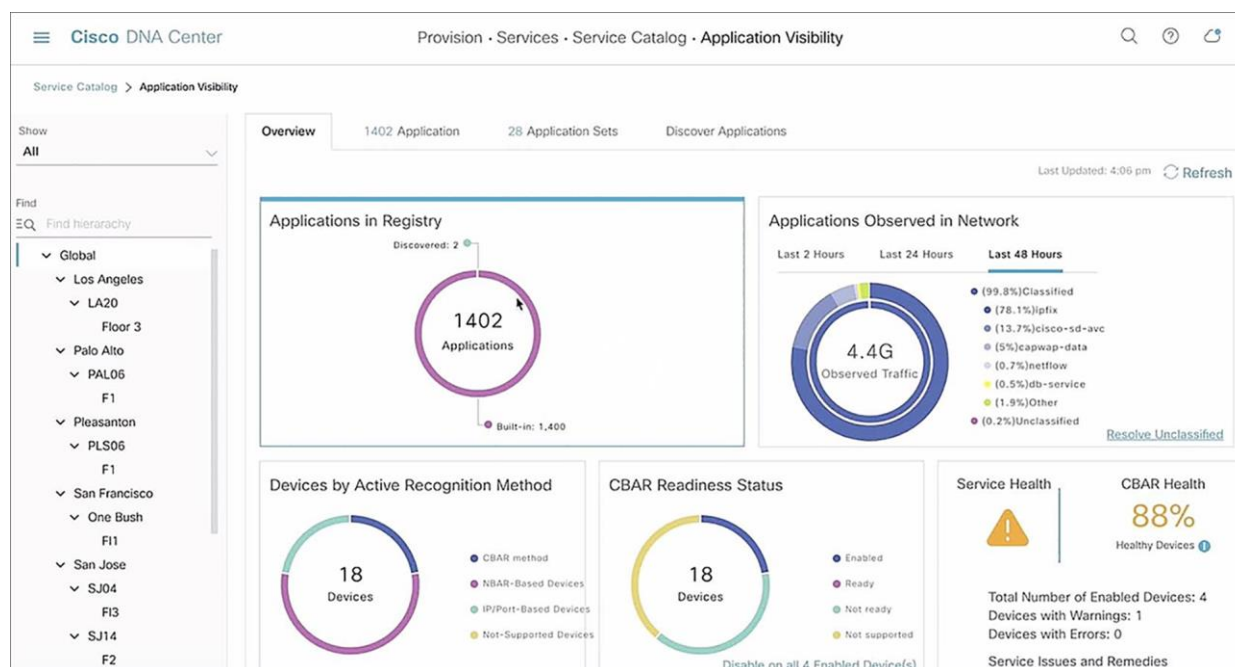 Cisco DNA Center
Provision · Services · Service Catalog · Application Visibility
Service Catalog > Application Visibility
Show
All
Find
Find hierarachy
Global
Los Angeles
LA20
Floor 3
Palo Alto
PAL06
F1
Pleasanton
PLS06
F1
San Francisco
One Bush
Fl1
San Jose
SJ04
Fl3
SJ14
F2
Overview
1402 Application
28 Application Sets
Discover Applications
Last Updated: 4:06 pm
Refresh
Applications in Registry
Discovered: 2
1402
Applications
Built-in: 1,400
Applications Observed in Network
Last 2 Hours
Last 24 Hours
Last 48 Hours
4.4G
Observed Traffic
(99.8%)Classified
(78.1%)ipfix
(13.7%)cisco-sd-avc
(5%)capwap-data
(0.7%)netflow
(0.5%)db-service
(1.9%)Other
(0.2%)Unclassified
Resolve Unclassified
Devices by Active Recognition Method
18
Devices
CBAR method
NBAR-Based Devices
IP/Port-Based Devices
Not-Supported Devices
CBAR Readiness Status
18
Devices
Enabled
Ready
Not ready
Not supported
Disable on all 4 Enabled Device(s)
Service Health
CBAR Health
88%
Healthy Devices
Total Number of Enabled Devices: 4
Devices with Warnings: 1
Devices with Errors: 0
Service Issues and Remedies